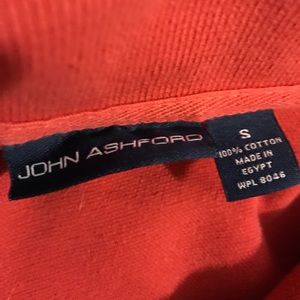 JOHN ASHFORD
S
100% COTTON
MADE IN
EGYPT
WPL 8046